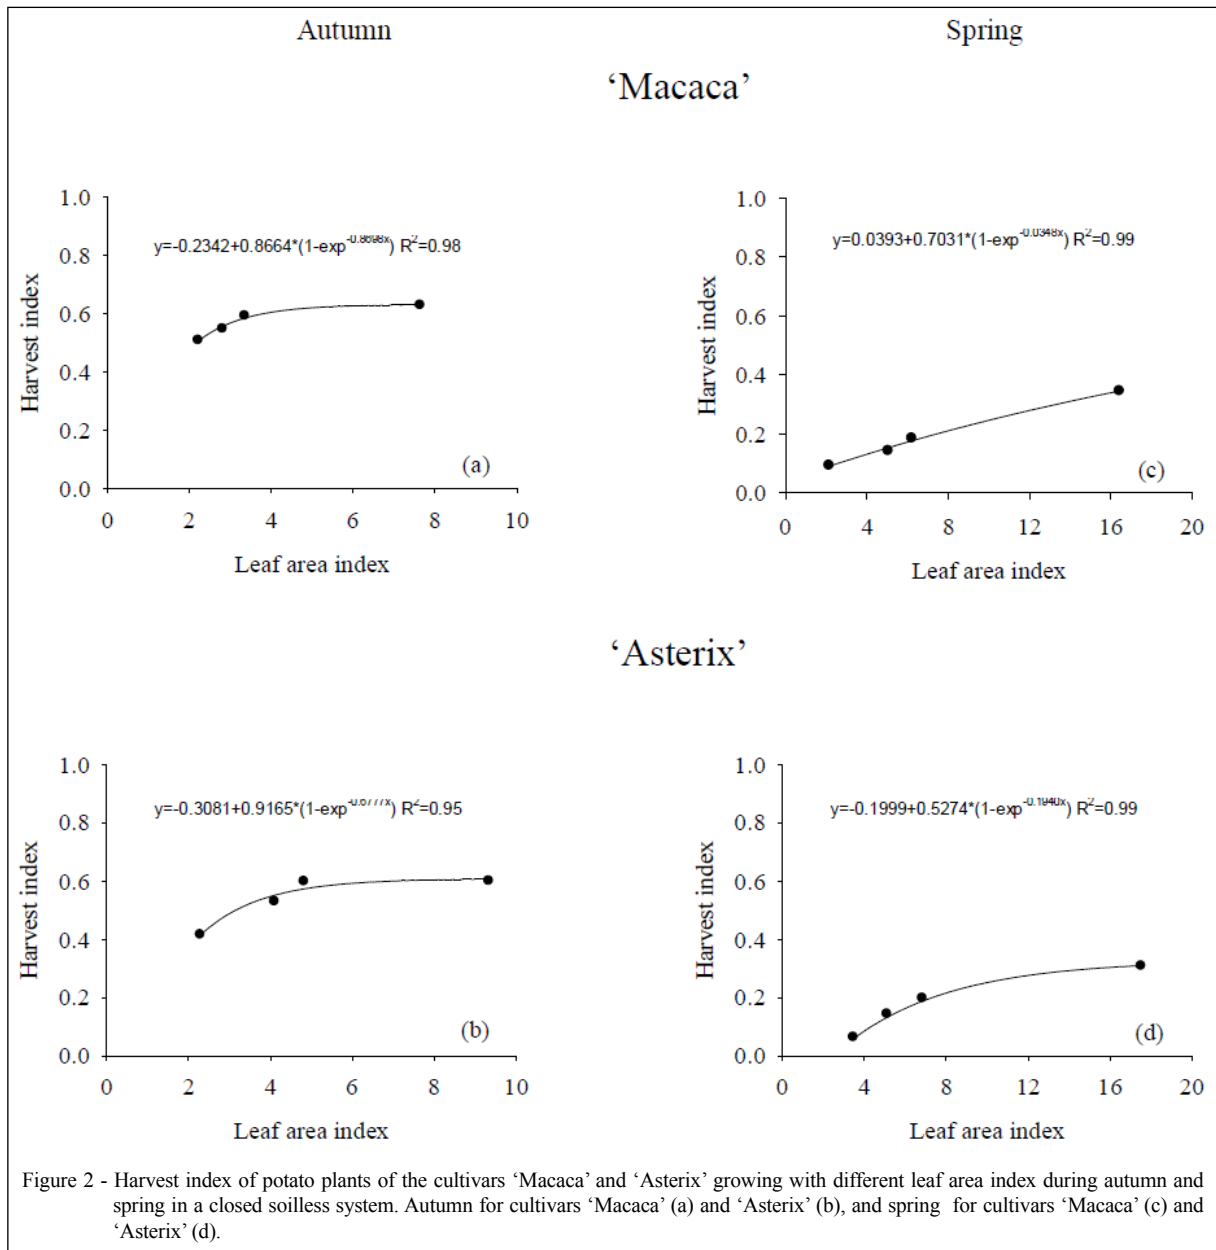 Autumn
Spring
‘Macaca’
1.0
0.8
0.6
0.4
0.2
0.0
Harvest index
y=-0.2342+0.8664*(1-exp^-0.8698x) R²=0.98
(a)
0 2 4 6 8 10
Leaf area index
1.0
0.8
0.6
0.4
0.2
0.0
Harvest index
y=0.0393+0.7031*(1-exp^-0.0348x) R²=0.99
(c)
0 4 8 12 16 20
Leaf area index
‘Asterix’
1.0
0.8
0.6
0.4
0.2
0.0
Harvest index
y=-0.3081+0.9165*(1-exp^-0.6777x) R²=0.95
(b)
0 2 4 6 8 10
Leaf area index
1.0
0.8
0.6
0.4
0.2
0.0
Harvest index
y=-0.1999+0.5274*(1-exp^-0.1940x) R²=0.99
(d)
0 4 8 12 16 20
Leaf area index
Figure 2 - Harvest index of potato plants of the cultivars ‘Macaca’ and ‘Asterix’ growing with different leaf area index during autumn and
spring in a closed soilless system. Autumn for cultivars ‘Macaca’ (a) and ‘Asterix’ (b), and spring for cultivars ‘Macaca’ (c) and
‘Asterix’ (d).